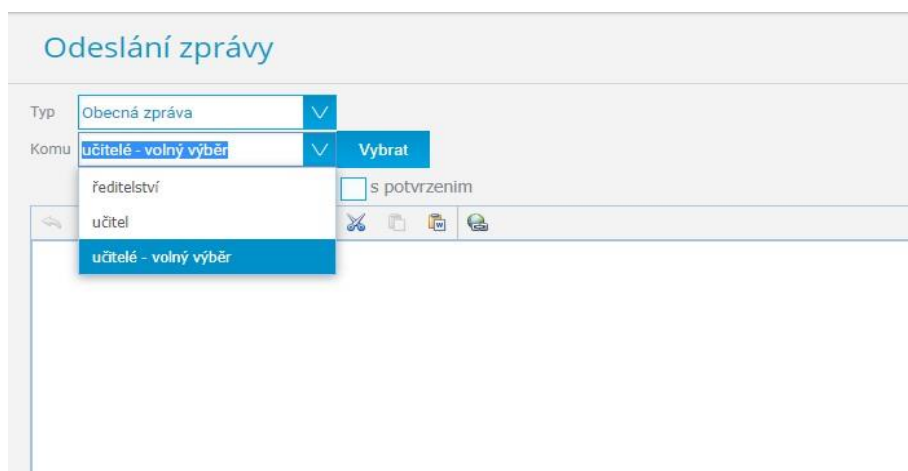 Odeslání zprávy
Typ Obecná zpráva
Komu učitelé - volný výběr Vybrat
ředitelství s potvrzenim
učitel
učitelé - volný výběr